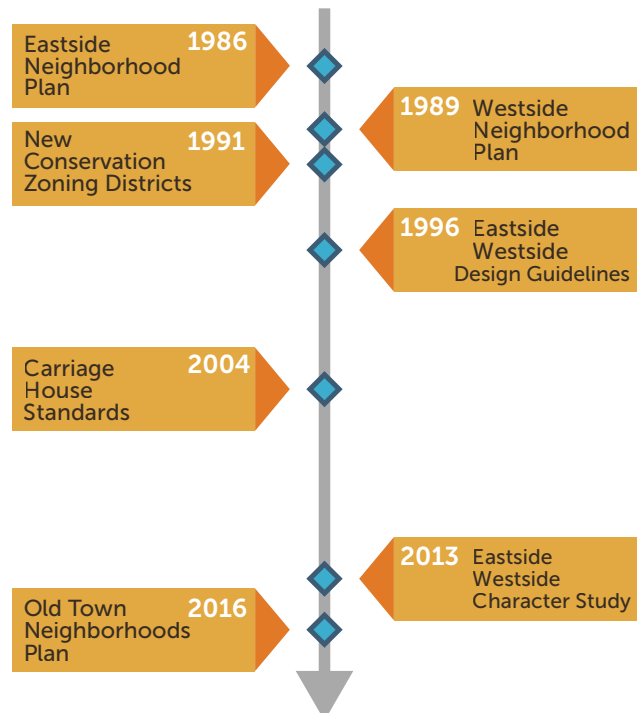 Eastside 1986
Neighborhood
Plan
1989 Westside
Neighborhood
Plan
New 1991
Conservation
Zoning Districts
1996 Eastside
Westside
Design Guidelines
Carriage 2004
House
Standards
2013 Eastside
Westside
Character Study
Old Town 2016
Neighborhoods
Plan